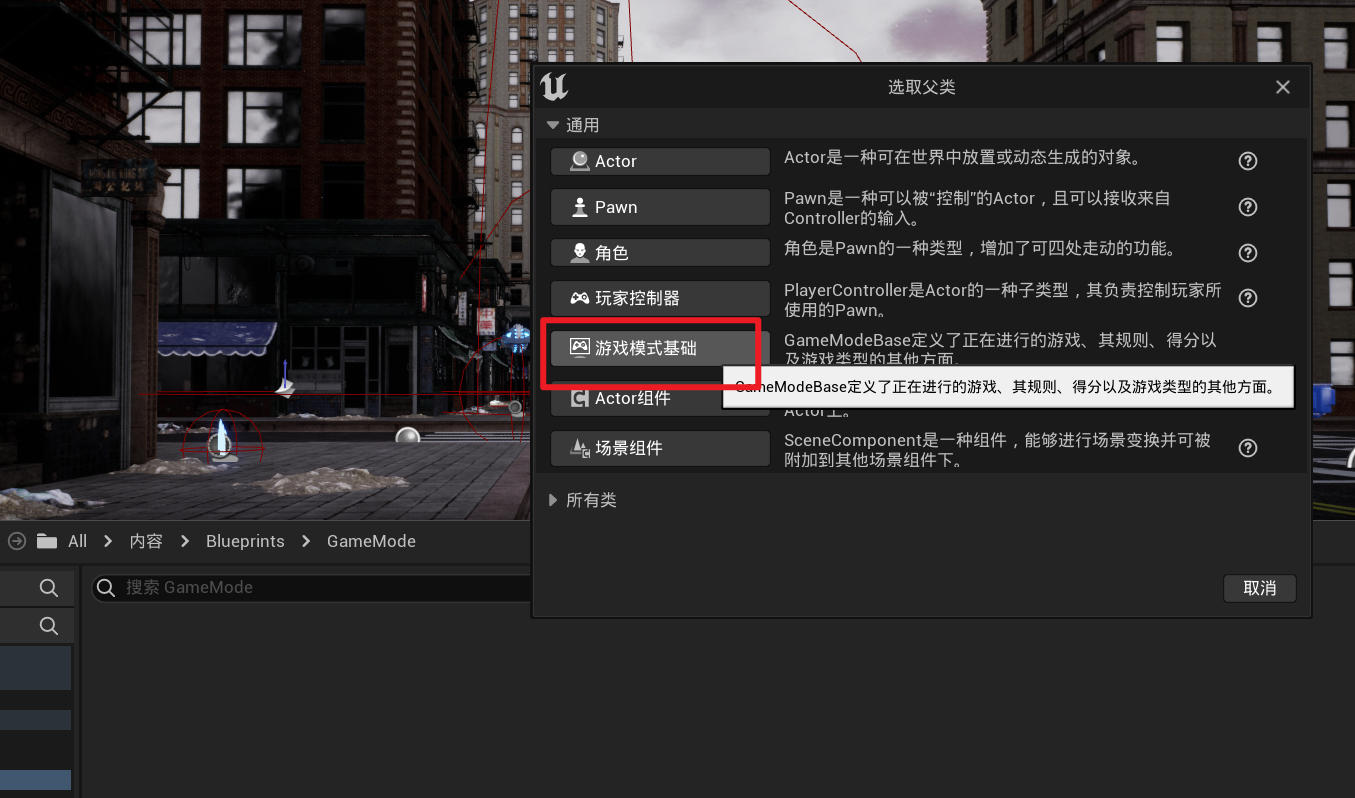 选取父类
通用
Actor
Actor是一种可在世界中放置或动态生成的对象。
Pawn
Pawn是一种可以被“控制”的Actor，且可以接收来自
Controller的输入。
角色
角色是Pawn的一种类型，增加了可四处走动的功能。
玩家控制器
PlayerController是Actor的一种子类型，其负责控制玩家所
使用的Pawn。
游戏模式基础
GameModeBase定义了正在进行的游戏、其规则、得分以
及游戏类型的其他方面。
GameModeBase定义了正在进行的游戏、其规则、得分以及游戏类型的其他方面。
Actor组件
Actor上。
场景组件
SceneComponent是一种组件，能够进行场景变换并可被
附加到其他场景组件下。
所有类
All > 内容 > Blueprints > GameMode
搜索 GameMode
取消